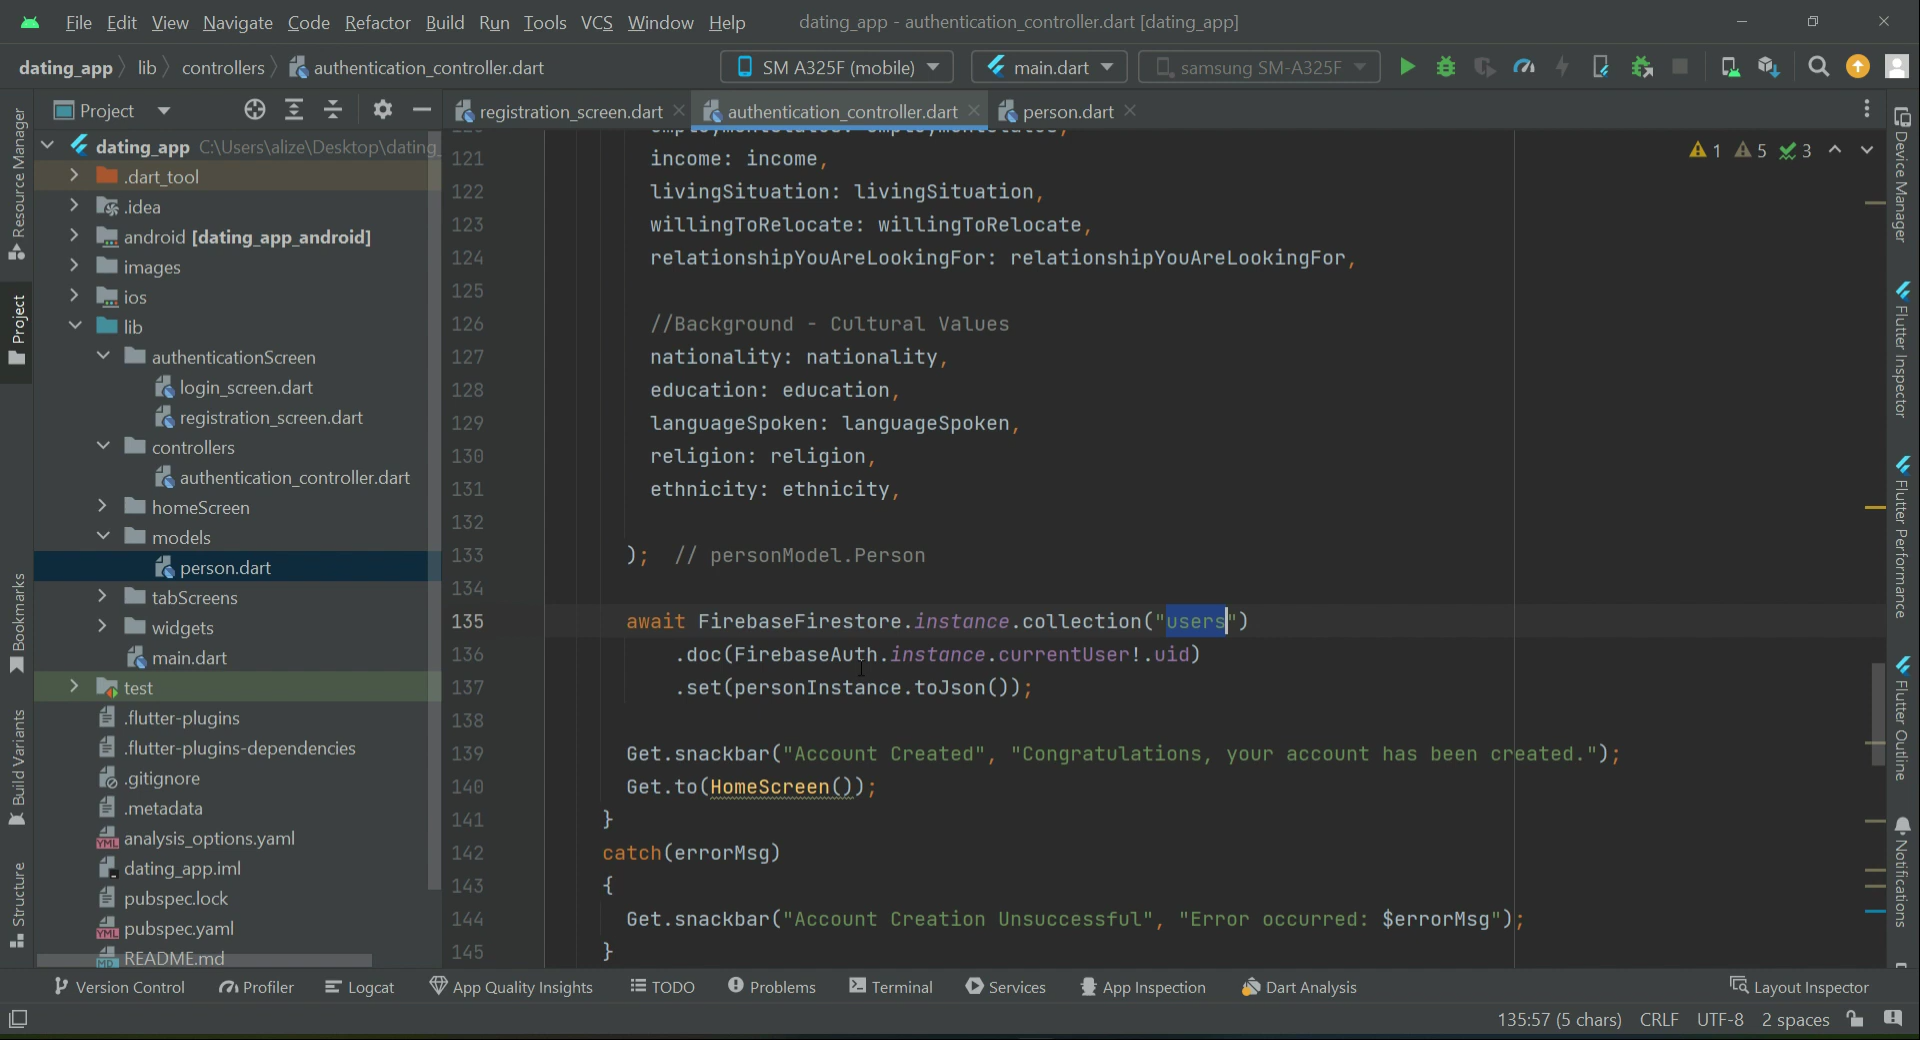 File Edit View Navigate Code Refactor Build Run Tools VCS Window Help dating_app - authentication_controller.dart [dating_app]
dating_app lib controllers authentication_controller.dart SM A325F (mobile) main.dart samsung SM-A325F
Project registration_screen.dart authentication_controller.dart person.dart
Resource Manager
Project
Bookmarks
Build Variants
Structure
dating_app C:\Users\alize\Desktop\dating_
.dart_tool
.idea
android [dating_app_android]
images
ios
lib
authenticationScreen
login_screen.dart
registration_screen.dart
controllers
authentication_controller.dart
homeScreen
models
person.dart
tabScreens
widgets
main.dart
test
.flutter-plugins
.flutter-plugins-dependencies
.gitignore
.metadata
analysis_options.yaml
dating_app.iml
pubspec.lock
pubspec.yaml
README.md
1 5 3
121 income: income,
122 livingSituation: livingSituation,
123 willingToRelocate: willingToRelocate,
124 relationshipYouAreLookingFor: relationshipYouAreLookingFor,
125
126 //Background - Cultural Values
127 nationality: nationality,
128 education: education,
129 languageSpoken: languageSpoken,
130 religion: religion,
131 ethnicity: ethnicity,
132
133 ); // personModel.Person
134
135 await FirebaseFirestore.instance.collection("users")
136 .doc(FirebaseAuth.instance.currentUser!.uid)
137 .set(personInstance.toJson());
138
139 Get.snackbar("Account Created", "Congratulations, your account has been created.");
140 Get.to(HomeScreen());
141 }
142 catch(errorMsg)
143 {
144 Get.snackbar("Account Creation Unsuccessful", "Error occurred: $errorMsg");
145 }
Device Manager
Flutter Inspector
Flutter Performance
Flutter Outline
Notifications
Version Control Profiler Logcat App Quality Insights TODO Problems Terminal Services App Inspection Dart Analysis Layout Inspector
135:57 (5 chars) CRLF UTF-8 2 spaces